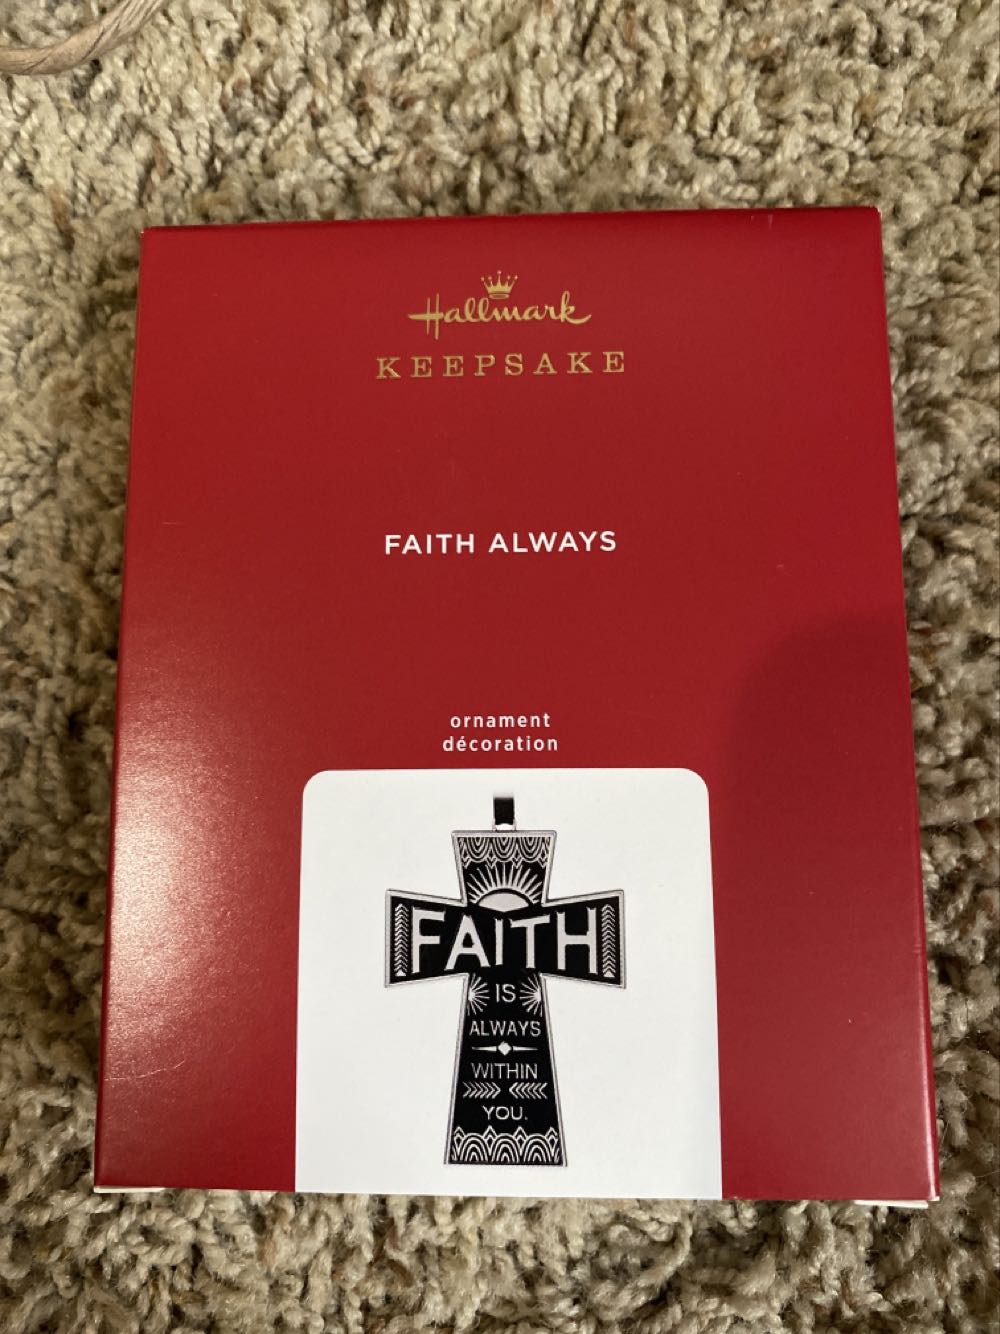 Hallmark
KEEPSAKE
FAITH ALWAYS
ornament
décoration
FAITH
IS
ALWAYS
WITHIN
YOU.